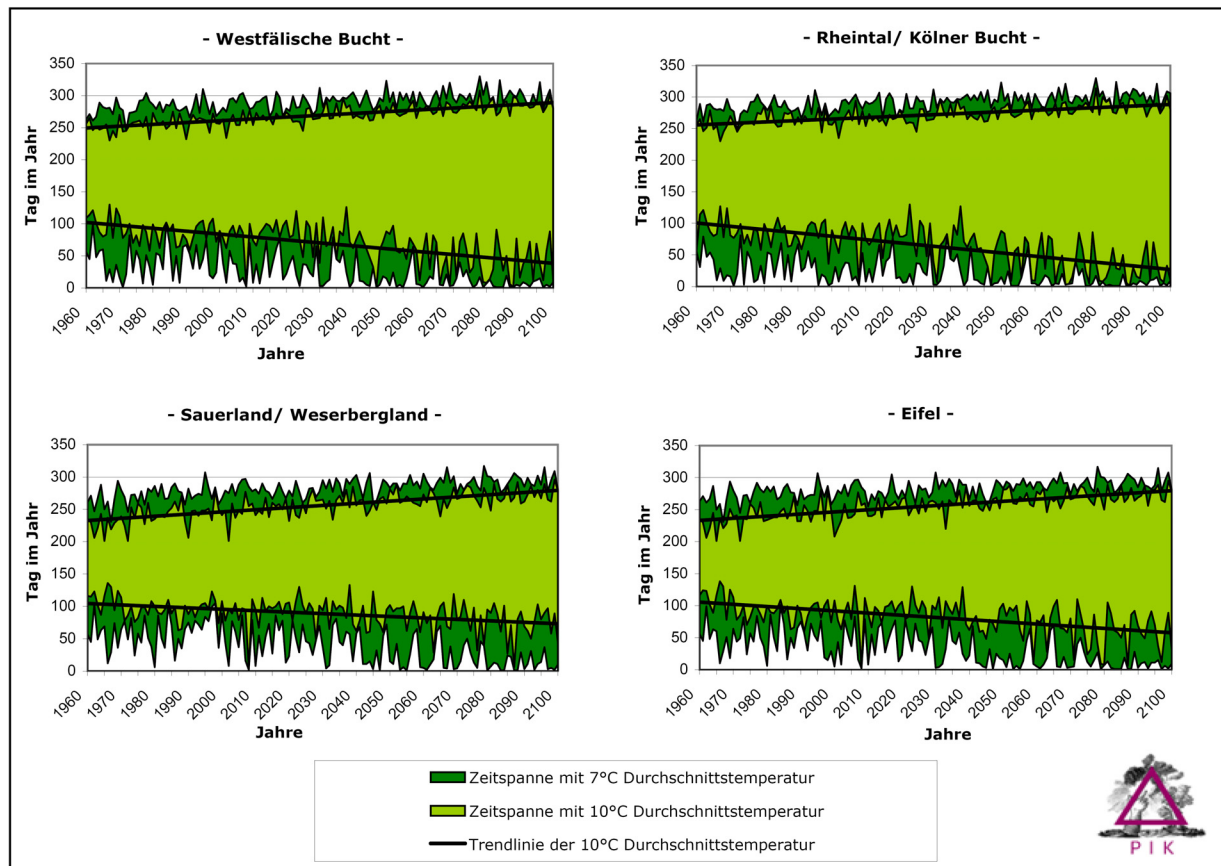 - Westfälische Bucht -
Tag im Jahr
350
300
250
200
150
100
50
0
1960 1970 1980 1990 2000 2010 2020 2030 2040 2050 2060 2070 2080 2090 2100
Jahre
- Rheintal/ Kölner Bucht -
Tag im Jahr
350
300
250
200
150
100
50
0
1960 1970 1980 1990 2000 2010 2020 2030 2040 2050 2060 2070 2080 2090 2100
Jahre
- Sauerland/ Weserbergland -
Tag im Jahr
350
300
250
200
150
100
50
0
1960 1970 1980 1990 2000 2010 2020 2030 2040 2050 2060 2070 2080 2090 2100
Jahre
- Eifel -
Tag im Jahr
350
300
250
200
150
100
50
0
1960 1970 1980 1990 2000 2010 2020 2030 2040 2050 2060 2070 2080 2090 2100
Jahre
Zeitspanne mit 7°C Durchschnittstemperatur
Zeitspanne mit 10°C Durchschnittstemperatur
Trendlinie der 10°C Durchschnittstemperatur
PIK